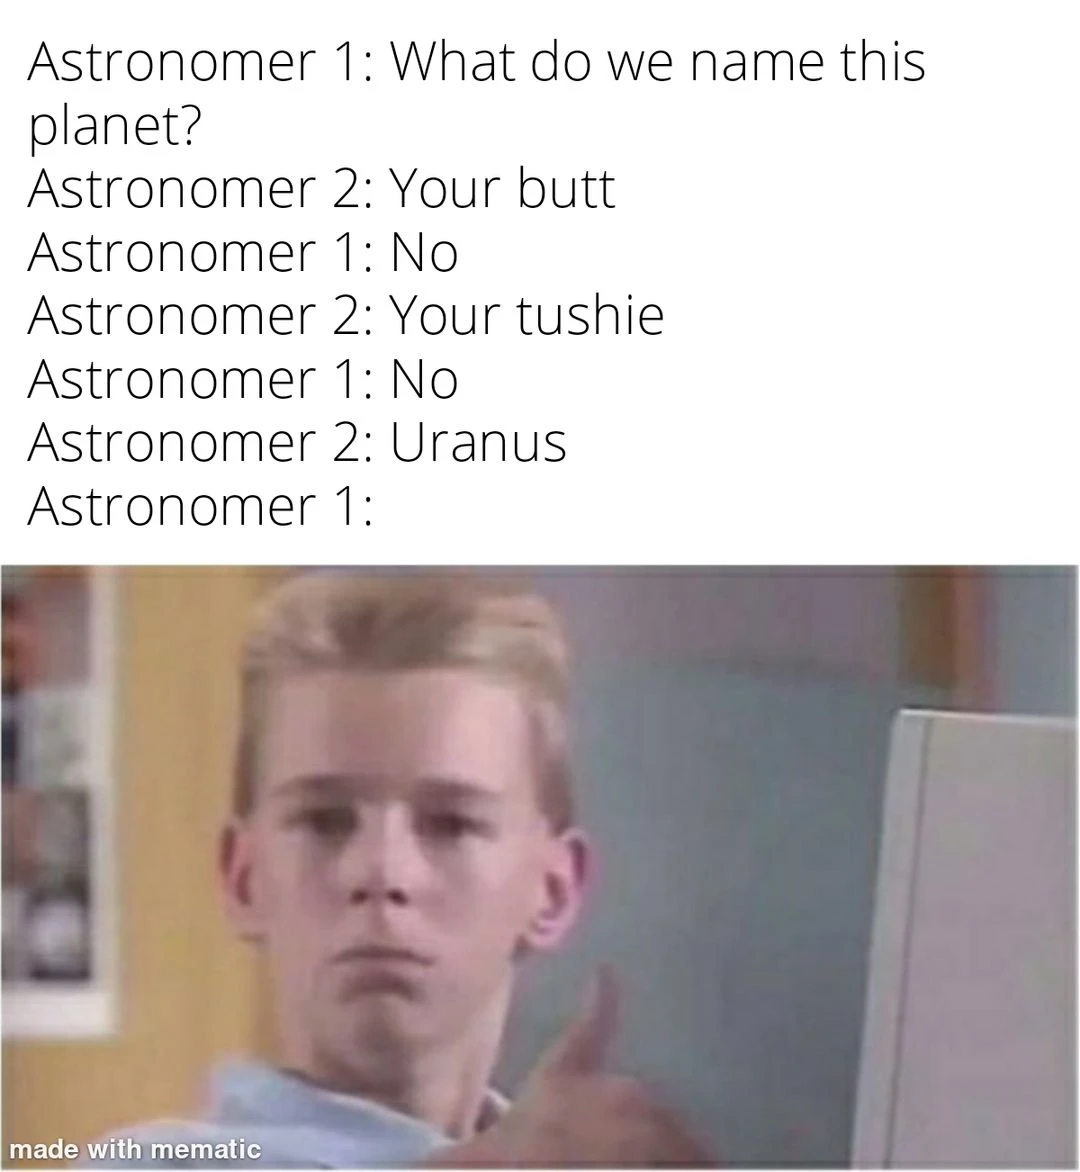 Astronomer 1: What do we name this
planet?
Astronomer 2: Your butt
Astronomer 1: No
Astronomer 2: Your tushie
Astronomer 1: No
Astronomer 2: Uranus
Astronomer 1:
made with mematic